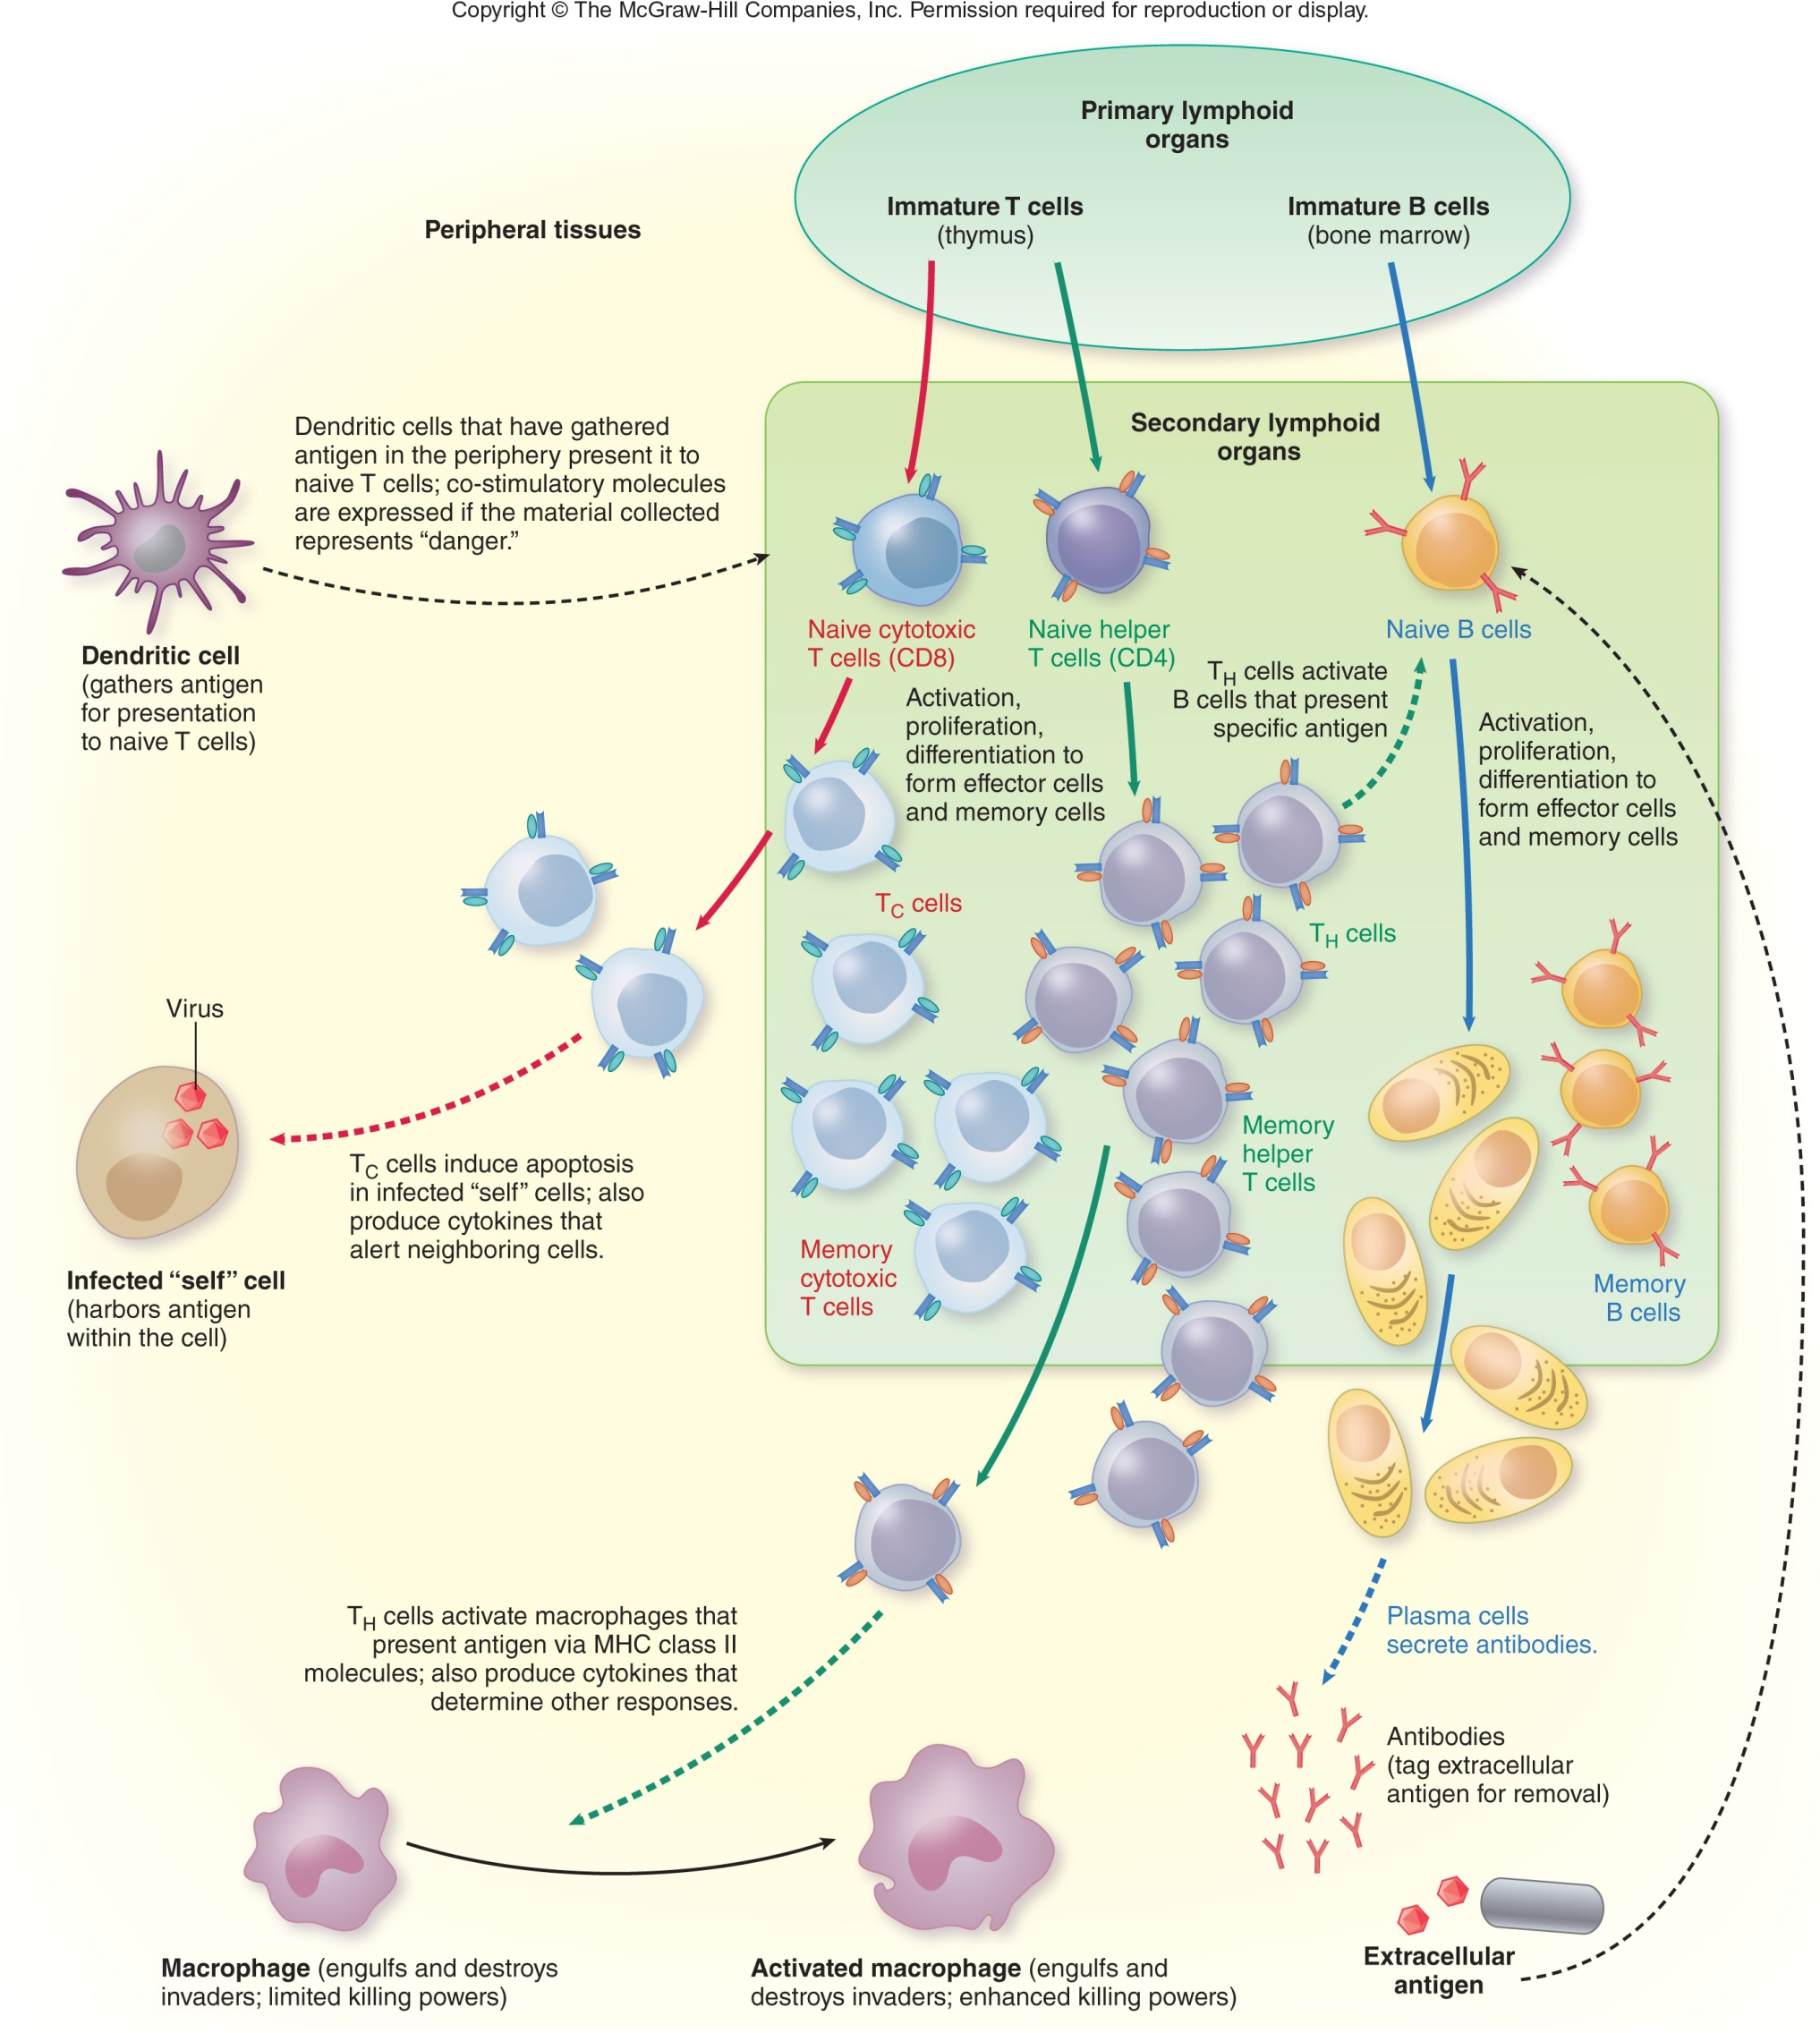 Copyright © The McGraw-Hill Companies, Inc. Permission required for reproduction or display.
Primary lymphoid
organs
Immature T cells
(thymus)
Immature B cells
(bone marrow)
Peripheral tissues
Secondary lymphoid
organs
Dendritic cells that have gathered
antigen in the periphery present it to
naive T cells; co-stimulatory molecules
are expressed if the material collected
represents “danger.”
Dendritic cell
(gathers antigen
for presentation
to naive T cells)
Naive cytotoxic
T cells (CD8)
Naive helper
T cells (CD4)
Naive B cells
TH cells activate
B cells that present
specific antigen
Activation,
proliferation,
differentiation to
form effector cells
and memory cells
Activation,
proliferation,
differentiation to
form effector cells
and memory cells
TC cells
TH cells
Virus
TC cells induce apoptosis
in infected “self” cells; also
produce cytokines that
alert neighboring cells.
Infected “self” cell
(harbors antigen
within the cell)
Memory
helper
T cells
Memory
cytotoxic
T cells
Memory
B cells
TH cells activate macrophages that
present antigen via MHC class II
molecules; also produce cytokines that
determine other responses.
Plasma cells
secrete antibodies.
Antibodies
(tag extracellular
antigen for removal)
Extracellular
antigen
Macrophage (engulfs and destroys
invaders; limited killing powers)
Activated macrophage (engulfs and
destroys invaders; enhanced killing powers)